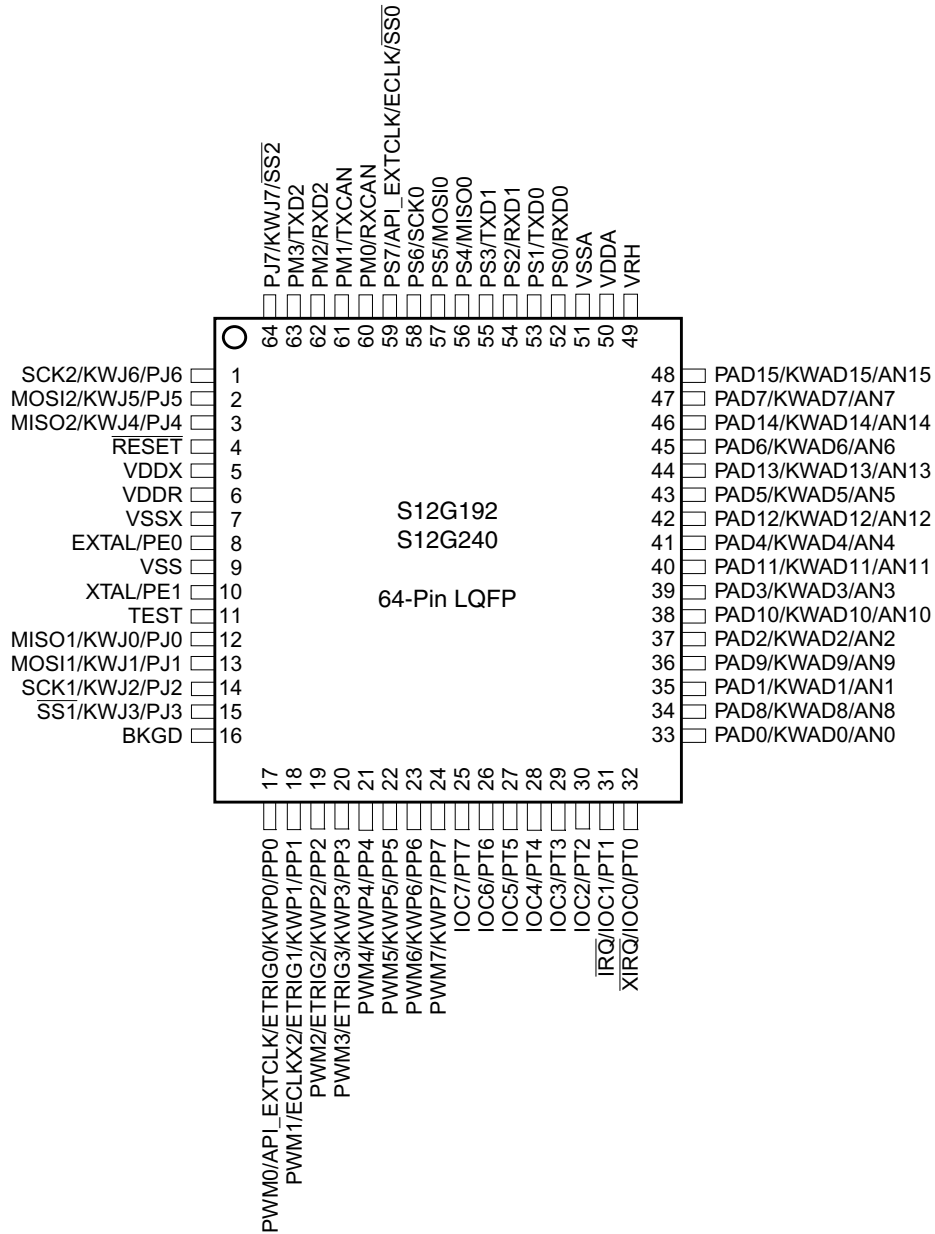 PJ7/KWJ7/SS2
PM3/TXD2
PM2/RXD2
PM1/TXCAN
PM0/RXCAN
PS7/API_EXTCLK/ECLK/SS0
PS6/SCK0
PS5/MOSI0
PS4/MISO0
PS3/TXD1
PS2/RXD1
PS1/TXD0
PS0/RXD0
VSSA
VDDA
VRH
64
63
62
61
60
59
58
57
56
55
54
53
52
51
50
49
SCK2/KWJ6/PJ6 1
MOSI2/KWJ5/PJ5 2
MISO2/KWJ4/PJ4 3
RESET 4
VDDX 5
VDDR 6
VSSX 7
EXTAL/PE0 8
VSS 9
XTAL/PE1 10
TEST 11
MISO1/KWJ0/PJ0 12
MOSI1/KWJ1/PJ1 13
SCK1/KWJ2/PJ2 14
SS1/KWJ3/PJ3 15
BKGD 16
S12G192
S12G240
64-Pin LQFP
48 PAD15/KWAD15/AN15
47 PAD7/KWAD7/AN7
46 PAD14/KWAD14/AN14
45 PAD6/KWAD6/AN6
44 PAD13/KWAD13/AN13
43 PAD5/KWAD5/AN5
42 PAD12/KWAD12/AN12
41 PAD4/KWAD4/AN4
40 PAD11/KWAD11/AN11
39 PAD3/KWAD3/AN3
38 PAD10/KWAD10/AN10
37 PAD2/KWAD2/AN2
36 PAD9/KWAD9/AN9
35 PAD1/KWAD1/AN1
34 PAD8/KWAD8/AN8
33 PAD0/KWAD0/AN0
17
18
19
20
21
22
23
24
25
26
27
28
29
30
31
32
PWM0/API_EXTCLK/ETRIG0/KWP0/PP0
PWM1/ECLKX2/ETRIG1/KWP1/PP1
PWM2/ETRIG2/KWP2/PP2
PWM3/ETRIG3/KWP3/PP3
PWM4/KWP4/PP4
PWM5/KWP5/PP5
PWM6/KWP6/PP6
PWM7/KWP7/PP7
IOC7/PT7
IOC6/PT6
IOC5/PT5
IOC4/PT4
IOC3/PT3
IOC2/PT2
IRQ/IOC1/PT1
XIRQ/IOC0/PT0